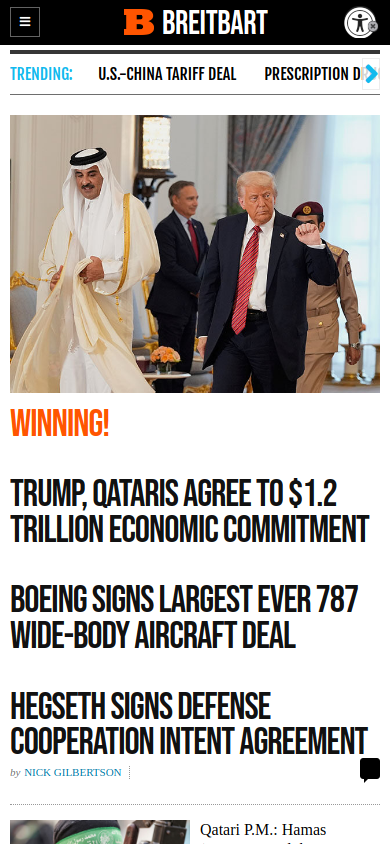 B BREITBART
TRENDING: U.S.–CHINA TARIFF DEAL PRESCRIPTION D
WINNING!
TRUMP, QATARIS AGREE TO $1.2
TRILLION ECONOMIC COMMITMENT
BOEING SIGNS LARGEST EVER 787
WIDE-BODY AIRCRAFT DEAL
HEGSETH SIGNS DEFENSE
COOPERATION INTENT AGREEMENT
by NICK GILBERTSON
Qatari P.M.: Hamas